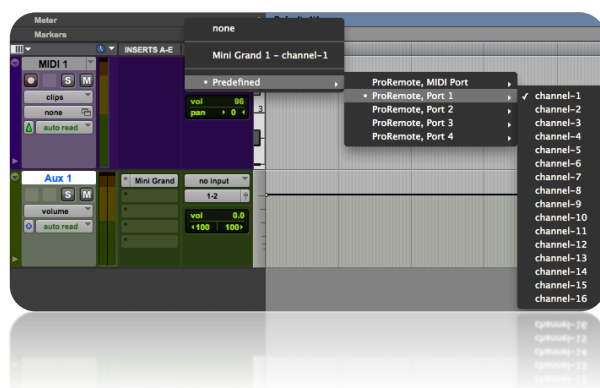 Meter
Markers
INSERTS A-E
none
Mini Grand 1 - channel-1
• Predefined
ProRemote, MIDI Port
• ProRemote, Port 1
ProRemote, Port 2
ProRemote, Port 3
ProRemote, Port 4
✓ channel-1
channel-2
channel-3
channel-4
channel-5
channel-6
channel-7
channel-8
channel-9
channel-10
channel-11
channel-12
channel-13
channel-14
channel-15
channel-16
MIDI 1
S M
clips
none
auto read
vol 96
pan › 0 ‹
3
Aux 1
S M
volume
auto read
Mini Grand
no input
1-2
vol 0.0
‹100 100›